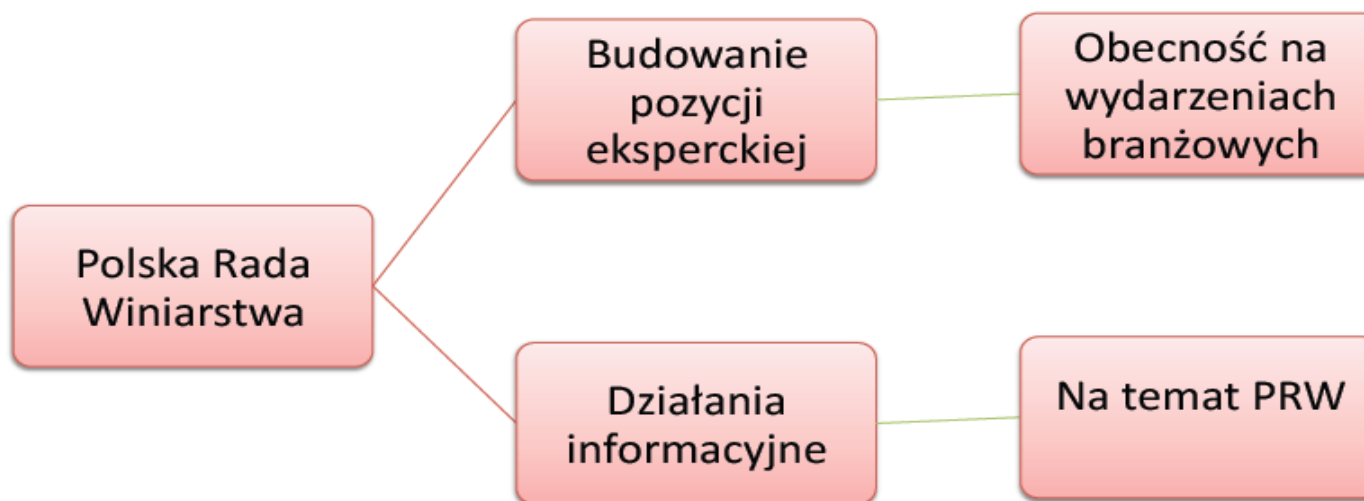 Budowanie
pozycji
eksperckiej
Obecność na
wydarzeniach
branżowych
Polska Rada
Winiarstwa
Działania
informacyjne
Na temat PRW